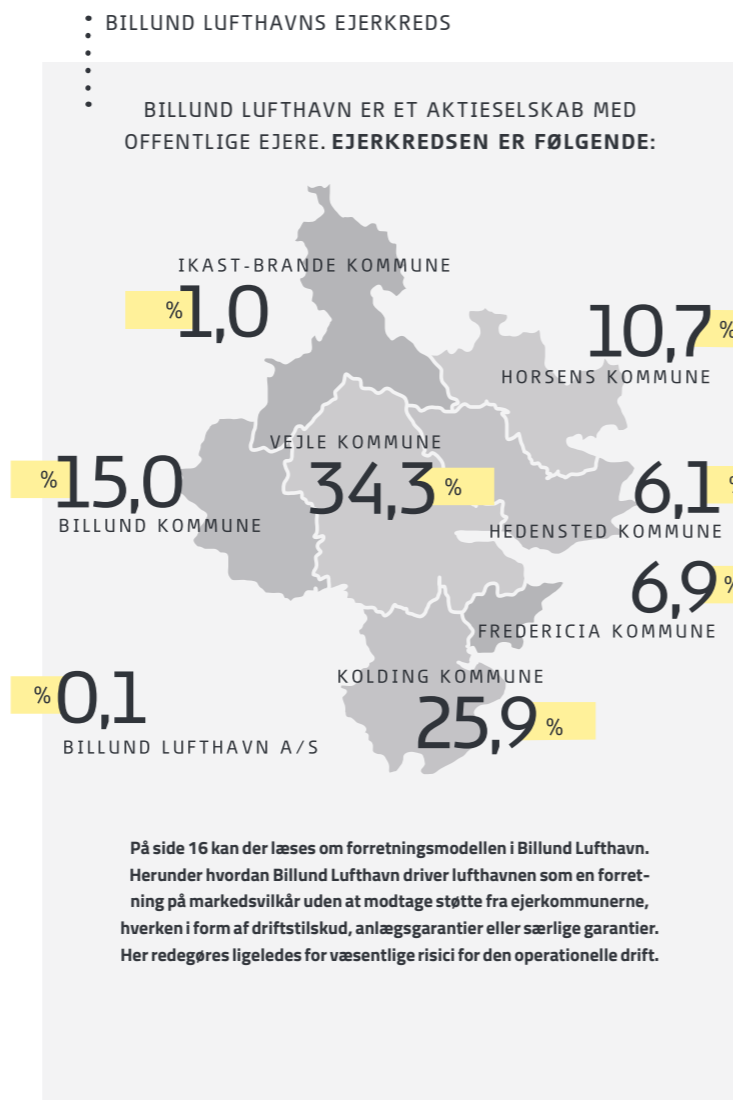 BILLUND LUFTHAVNS EJERKREDS
BILLUND LUFTHAVN ER ET AKTIESELSKAB MED
OFFENTLIGE EJERE. EJERKREDSEN ER FØLGENDE:
IKAST-BRANDE KOMMUNE
% 1,0
10,7 %
HORSENS KOMMUNE
VEJLE KOMMUNE
34,3 %
% 15,0
BILLUND KOMMUNE
6,1 %
HEDENSTED KOMMUNE
6,9 %
FREDERICIA KOMMUNE
KOLDING KOMMUNE
25,9 %
% 0,1
BILLUND LUFTHAVN A/S
På side 16 kan der læses om forretningsmodellen i Billund Lufthavn.
Herunder hvordan Billund Lufthavn driver lufthavnen som en forret-
ning på markedsvilkår uden at modtage støtte fra ejerkommunerne,
hverken i form af driftstilskud, anlægsgarantier eller særlige garantier.
Her redegøres ligeledes for væsentlige risici for den operationelle drift.